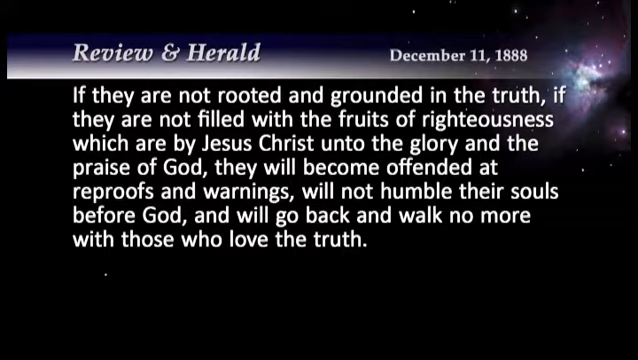 Review & Herald
December 11, 1888
If they are not rooted and grounded in the truth, if
they are not filled with the fruits of righteousness
which are by Jesus Christ unto the glory and the
praise of God, they will become offended at
reproofs and warnings, will not humble their souls
before God, and will go back and walk no more
with those who love the truth.